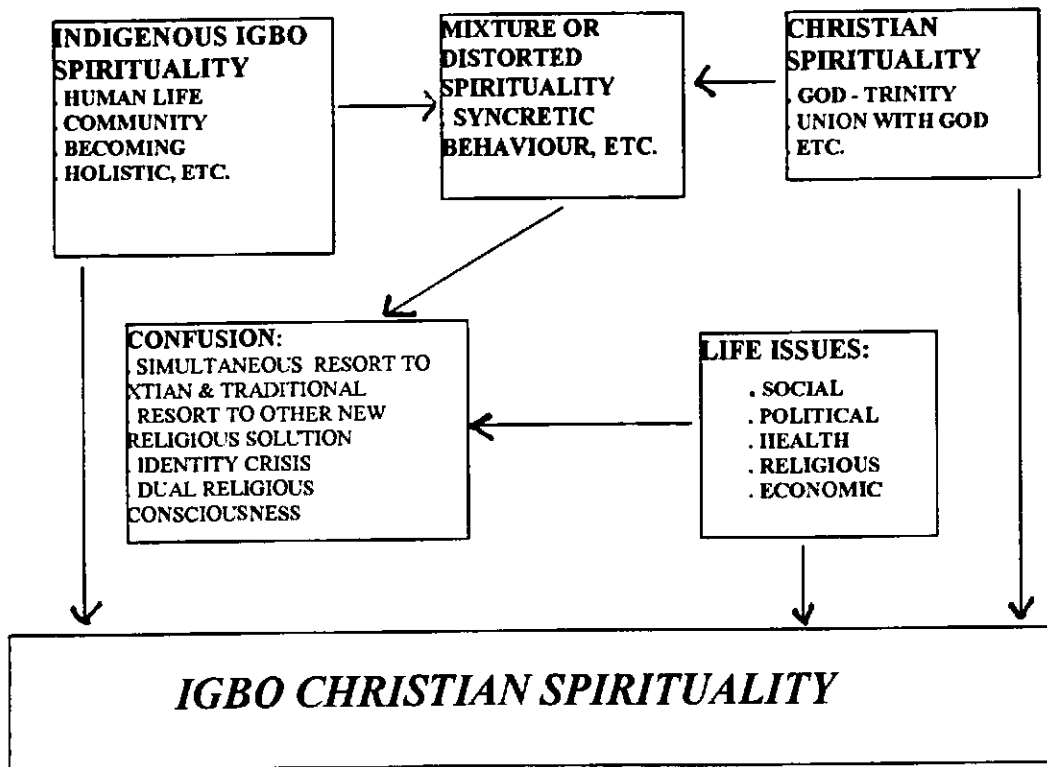 INDIGENOUS IGBO
SPIRITUALITY
. HUMAN LIFE
. COMMUNITY
. BECOMING
. HOLISTIC, ETC.
MIXTURE OR
DISTORTED
SPIRITUALITY
. SYNCRETIC
BEHAVIOUR, ETC.
CHRISTIAN
SPIRITUALITY
. GOD - TRINITY
. UNION WITH GOD
. ETC.
CONFUSION:
. SIMULTANEOUS RESORT TO
XTIAN & TRADITIONAL
. RESORT TO OTHER NEW
RELIGIOUS SOLUTION
. IDENTITY CRISIS
. DUAL RELIGIOUS
CONSCIOUSNESS
LIFE ISSUES:
. SOCIAL
. POLITICAL
. HEALTH
. RELIGIOUS
. ECONOMIC
IGBO CHRISTIAN SPIRITUALITY